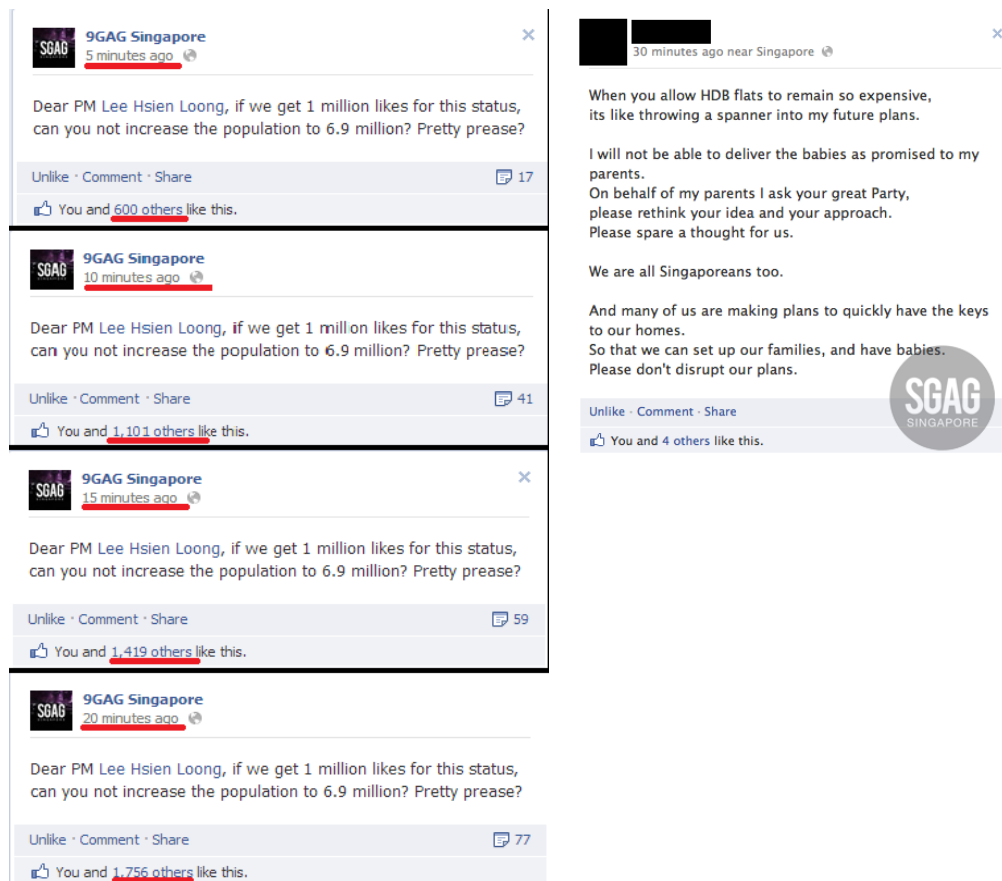 SGAG
SINGAPORE
9GAG Singapore
5 minutes ago
Dear PM Lee Hsien Loong, if we get 1 million likes for this status,
can you not increase the population to 6.9 million? Pretty prease?
Unlike · Comment · Share
17
You and 600 others like this.
SGAG
SINGAPORE
9GAG Singapore
10 minutes ago
Dear PM Lee Hsien Loong, if we get 1 million likes for this status,
can you not increase the population to 6.9 million? Pretty prease?
Unlike · Comment · Share
41
You and 1,101 others like this.
SGAG
SINGAPORE
9GAG Singapore
15 minutes ago
Dear PM Lee Hsien Loong, if we get 1 million likes for this status,
can you not increase the population to 6.9 million? Pretty prease?
Unlike · Comment · Share
59
You and 1,419 others like this.
SGAG
SINGAPORE
9GAG Singapore
20 minutes ago
Dear PM Lee Hsien Loong, if we get 1 million likes for this status,
can you not increase the population to 6.9 million? Pretty prease?
Unlike · Comment · Share
77
You and 1,756 others like this.
30 minutes ago near Singapore
When you allow HDB flats to remain so expensive,
its like throwing a spanner into my future plans.
I will not be able to deliver the babies as promised to my
parents.
On behalf of my parents I ask your great Party,
please rethink your idea and your approach.
Please spare a thought for us.
We are all Singaporeans too.
And many of us are making plans to quickly have the keys
to our homes.
So that we can set up our families, and have babies.
Please don't disrupt our plans.
Unlike · Comment · Share
You and 4 others like this.
SGAG
SINGAPORE